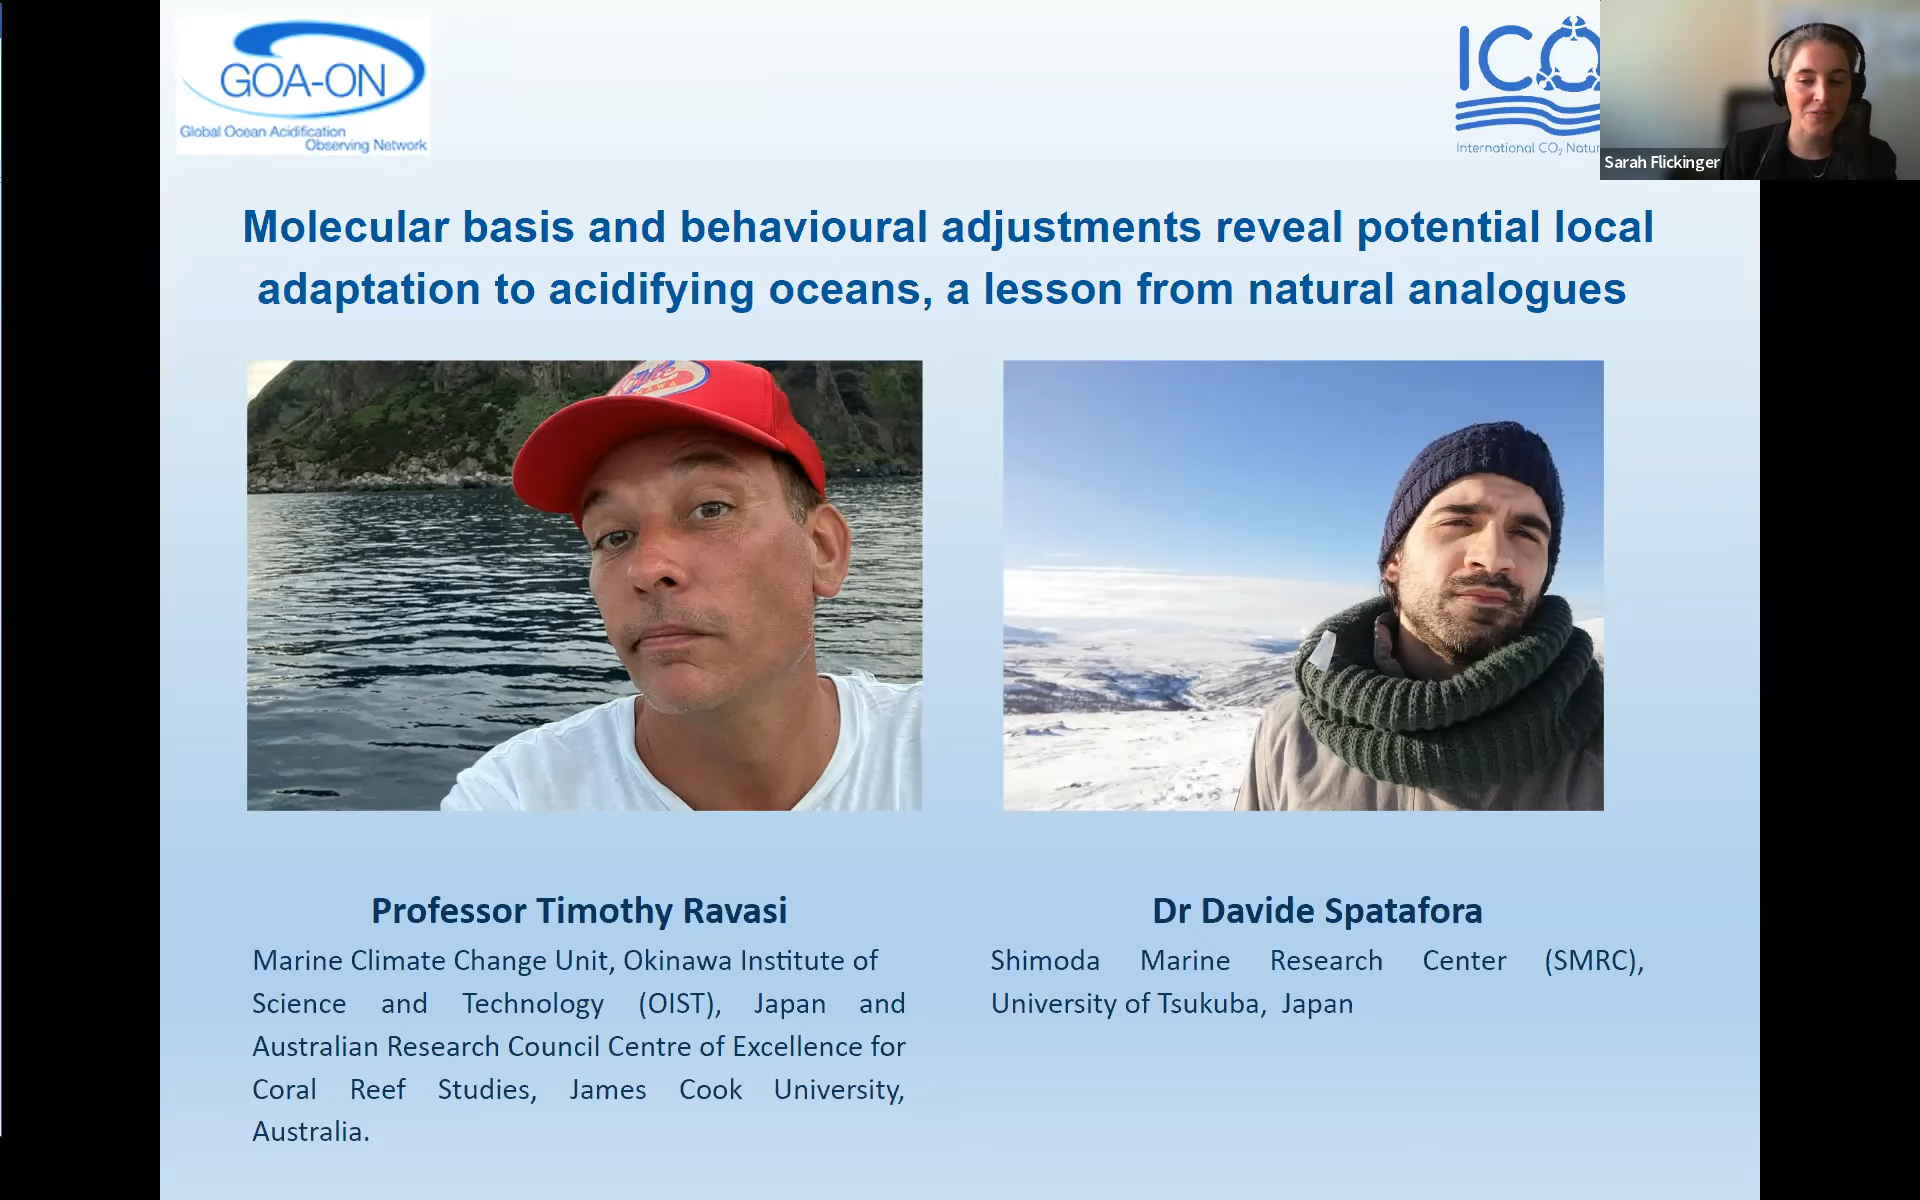 GOA-ON
Global Ocean Acidification
Observing Network
ICO
International CO₂ Natur
Sarah Flickinger
Molecular basis and behavioural adjustments reveal potential local
adaptation to acidifying oceans, a lesson from natural analogues
Professor Timothy Ravasi
Marine Climate Change Unit, Okinawa Institute of
Science and Technology (OIST), Japan and
Australian Research Council Centre of Excellence for
Coral Reef Studies, James Cook University,
Australia.
Dr Davide Spatafora
Shimoda Marine Research Center (SMRC),
University of Tsukuba, Japan